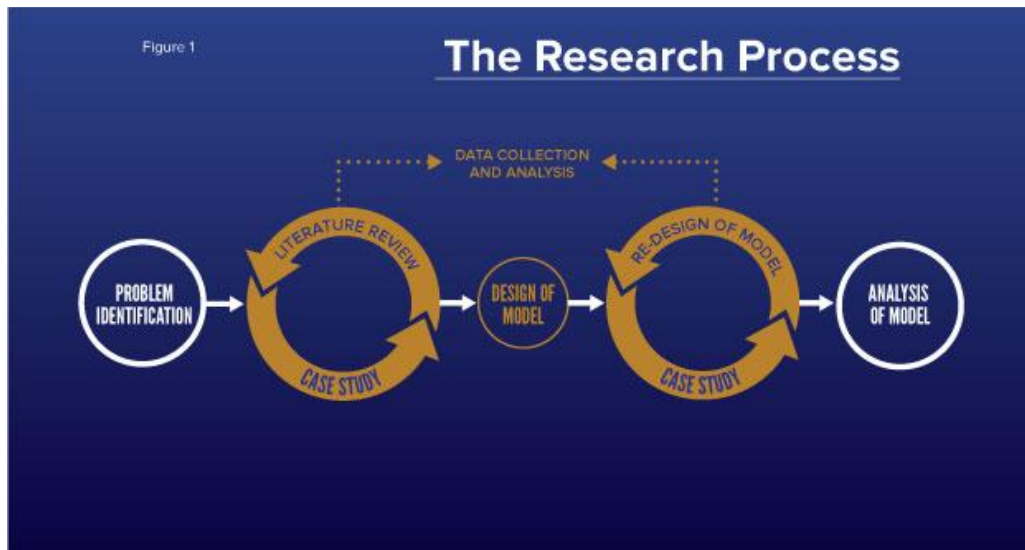 Figure 1
The Research Process
DATA COLLECTION
AND ANALYSIS
PROBLEM
IDENTIFICATION
LITERATURE REVIEW
CASE STUDY
DESIGN OF
MODEL
RE-DESIGN OF MODEL
CASE STUDY
ANALYSIS
OF MODEL